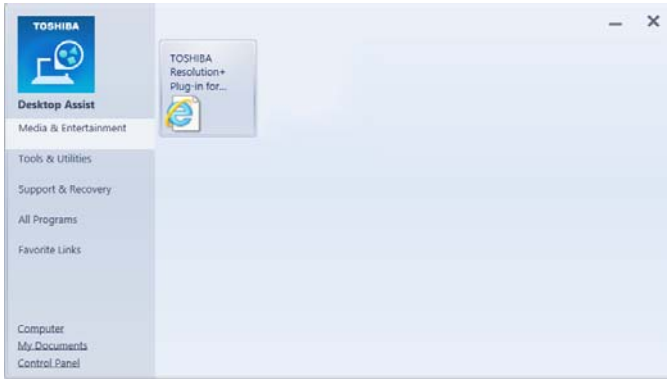 TOSHIBA
Desktop Assist
Media & Entertainment
Tools & Utilities
Support & Recovery
All Programs
Favorite Links
Computer
My Documents
Control Panel
TOSHIBA
Resolution+
Plug-in for...